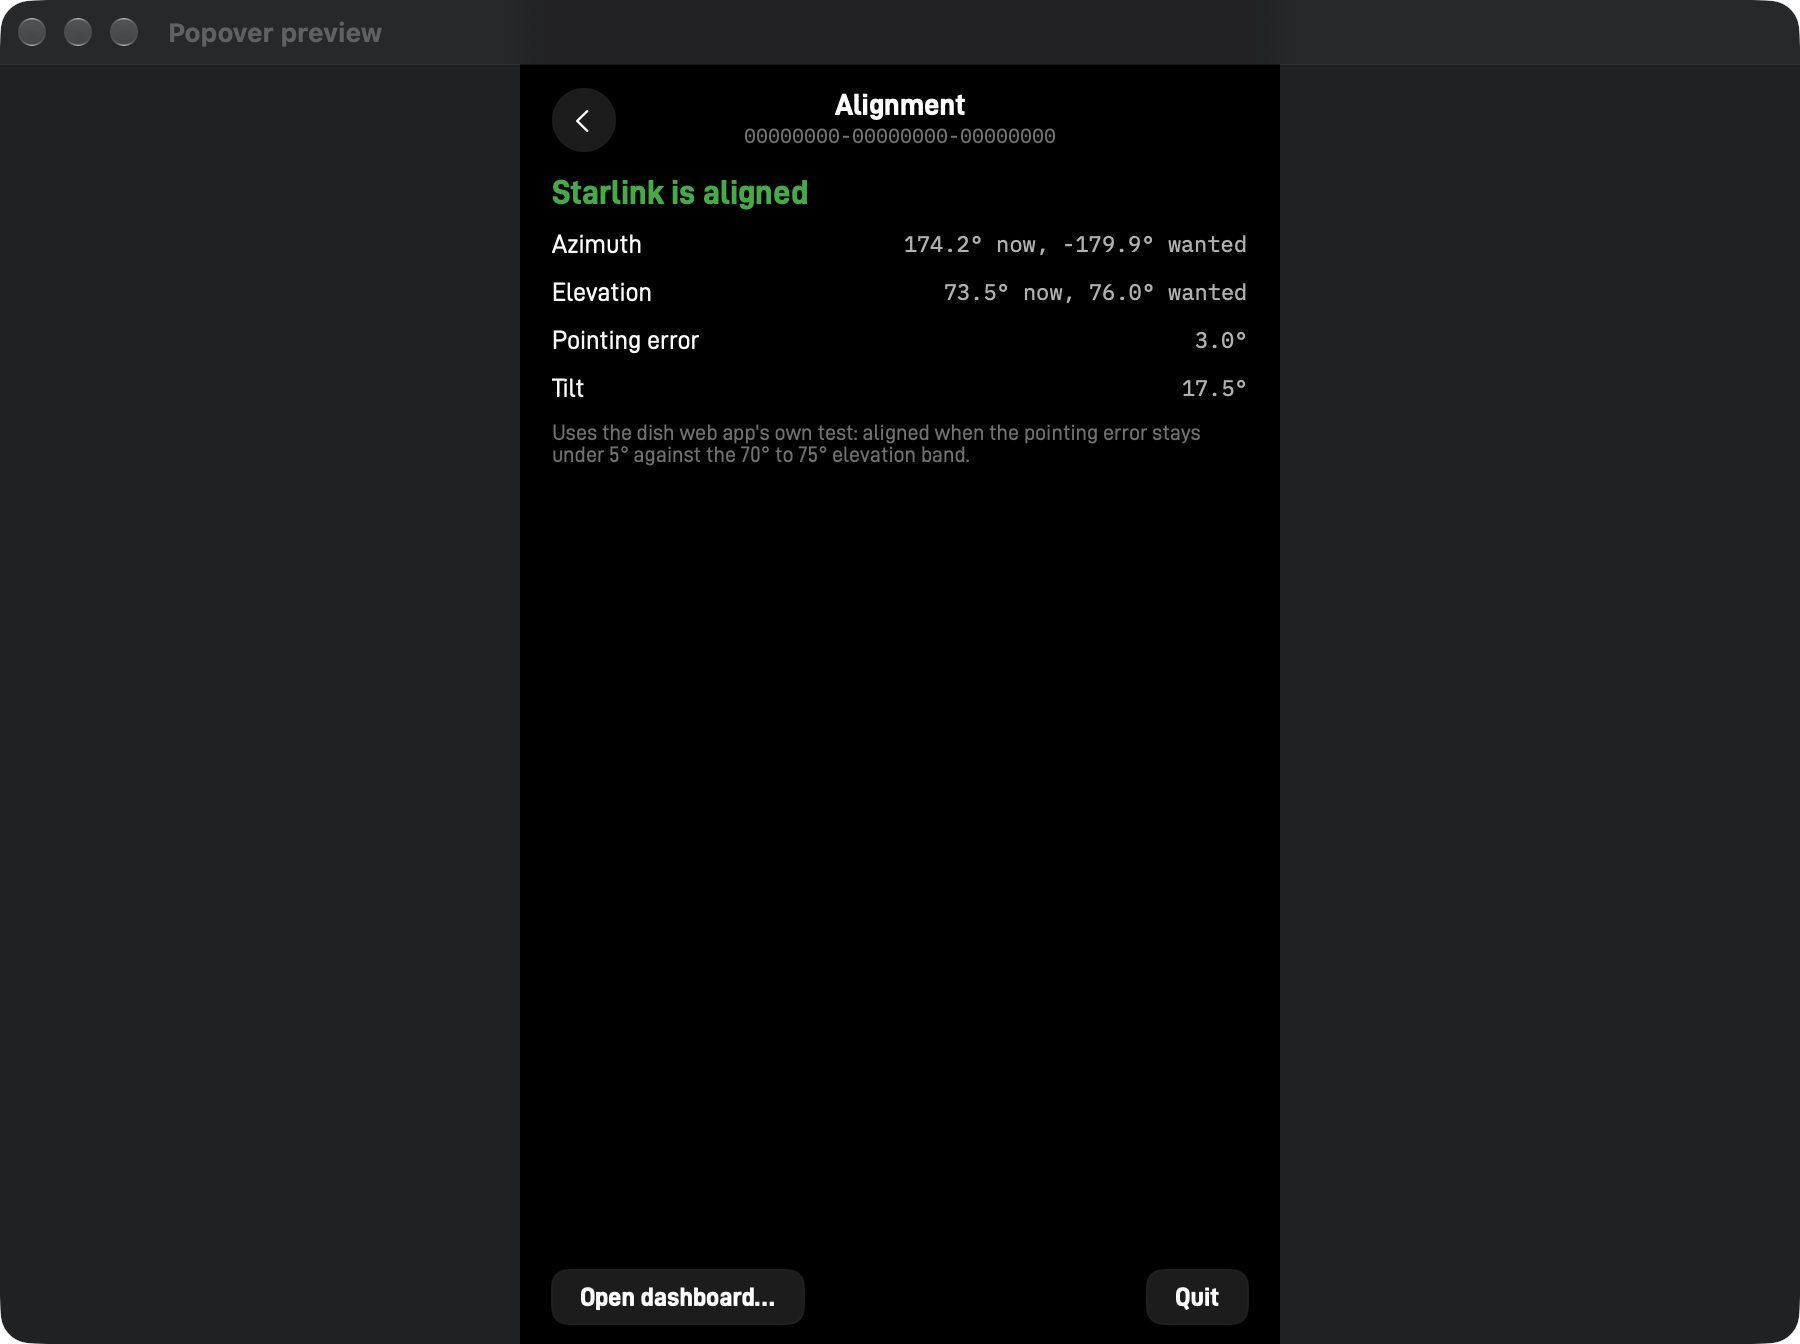 Popover preview
Alignment
00000000-00000000-00000000
Starlink is aligned
Azimuth 174.2° now, -179.9° wanted
Elevation 73.5° now, 76.0° wanted
Pointing error 3.0°
Tilt 17.5°
Uses the dish web app's own test: aligned when the pointing error stays
under 5° against the 70° to 75° elevation band.
Open dashboard... Quit